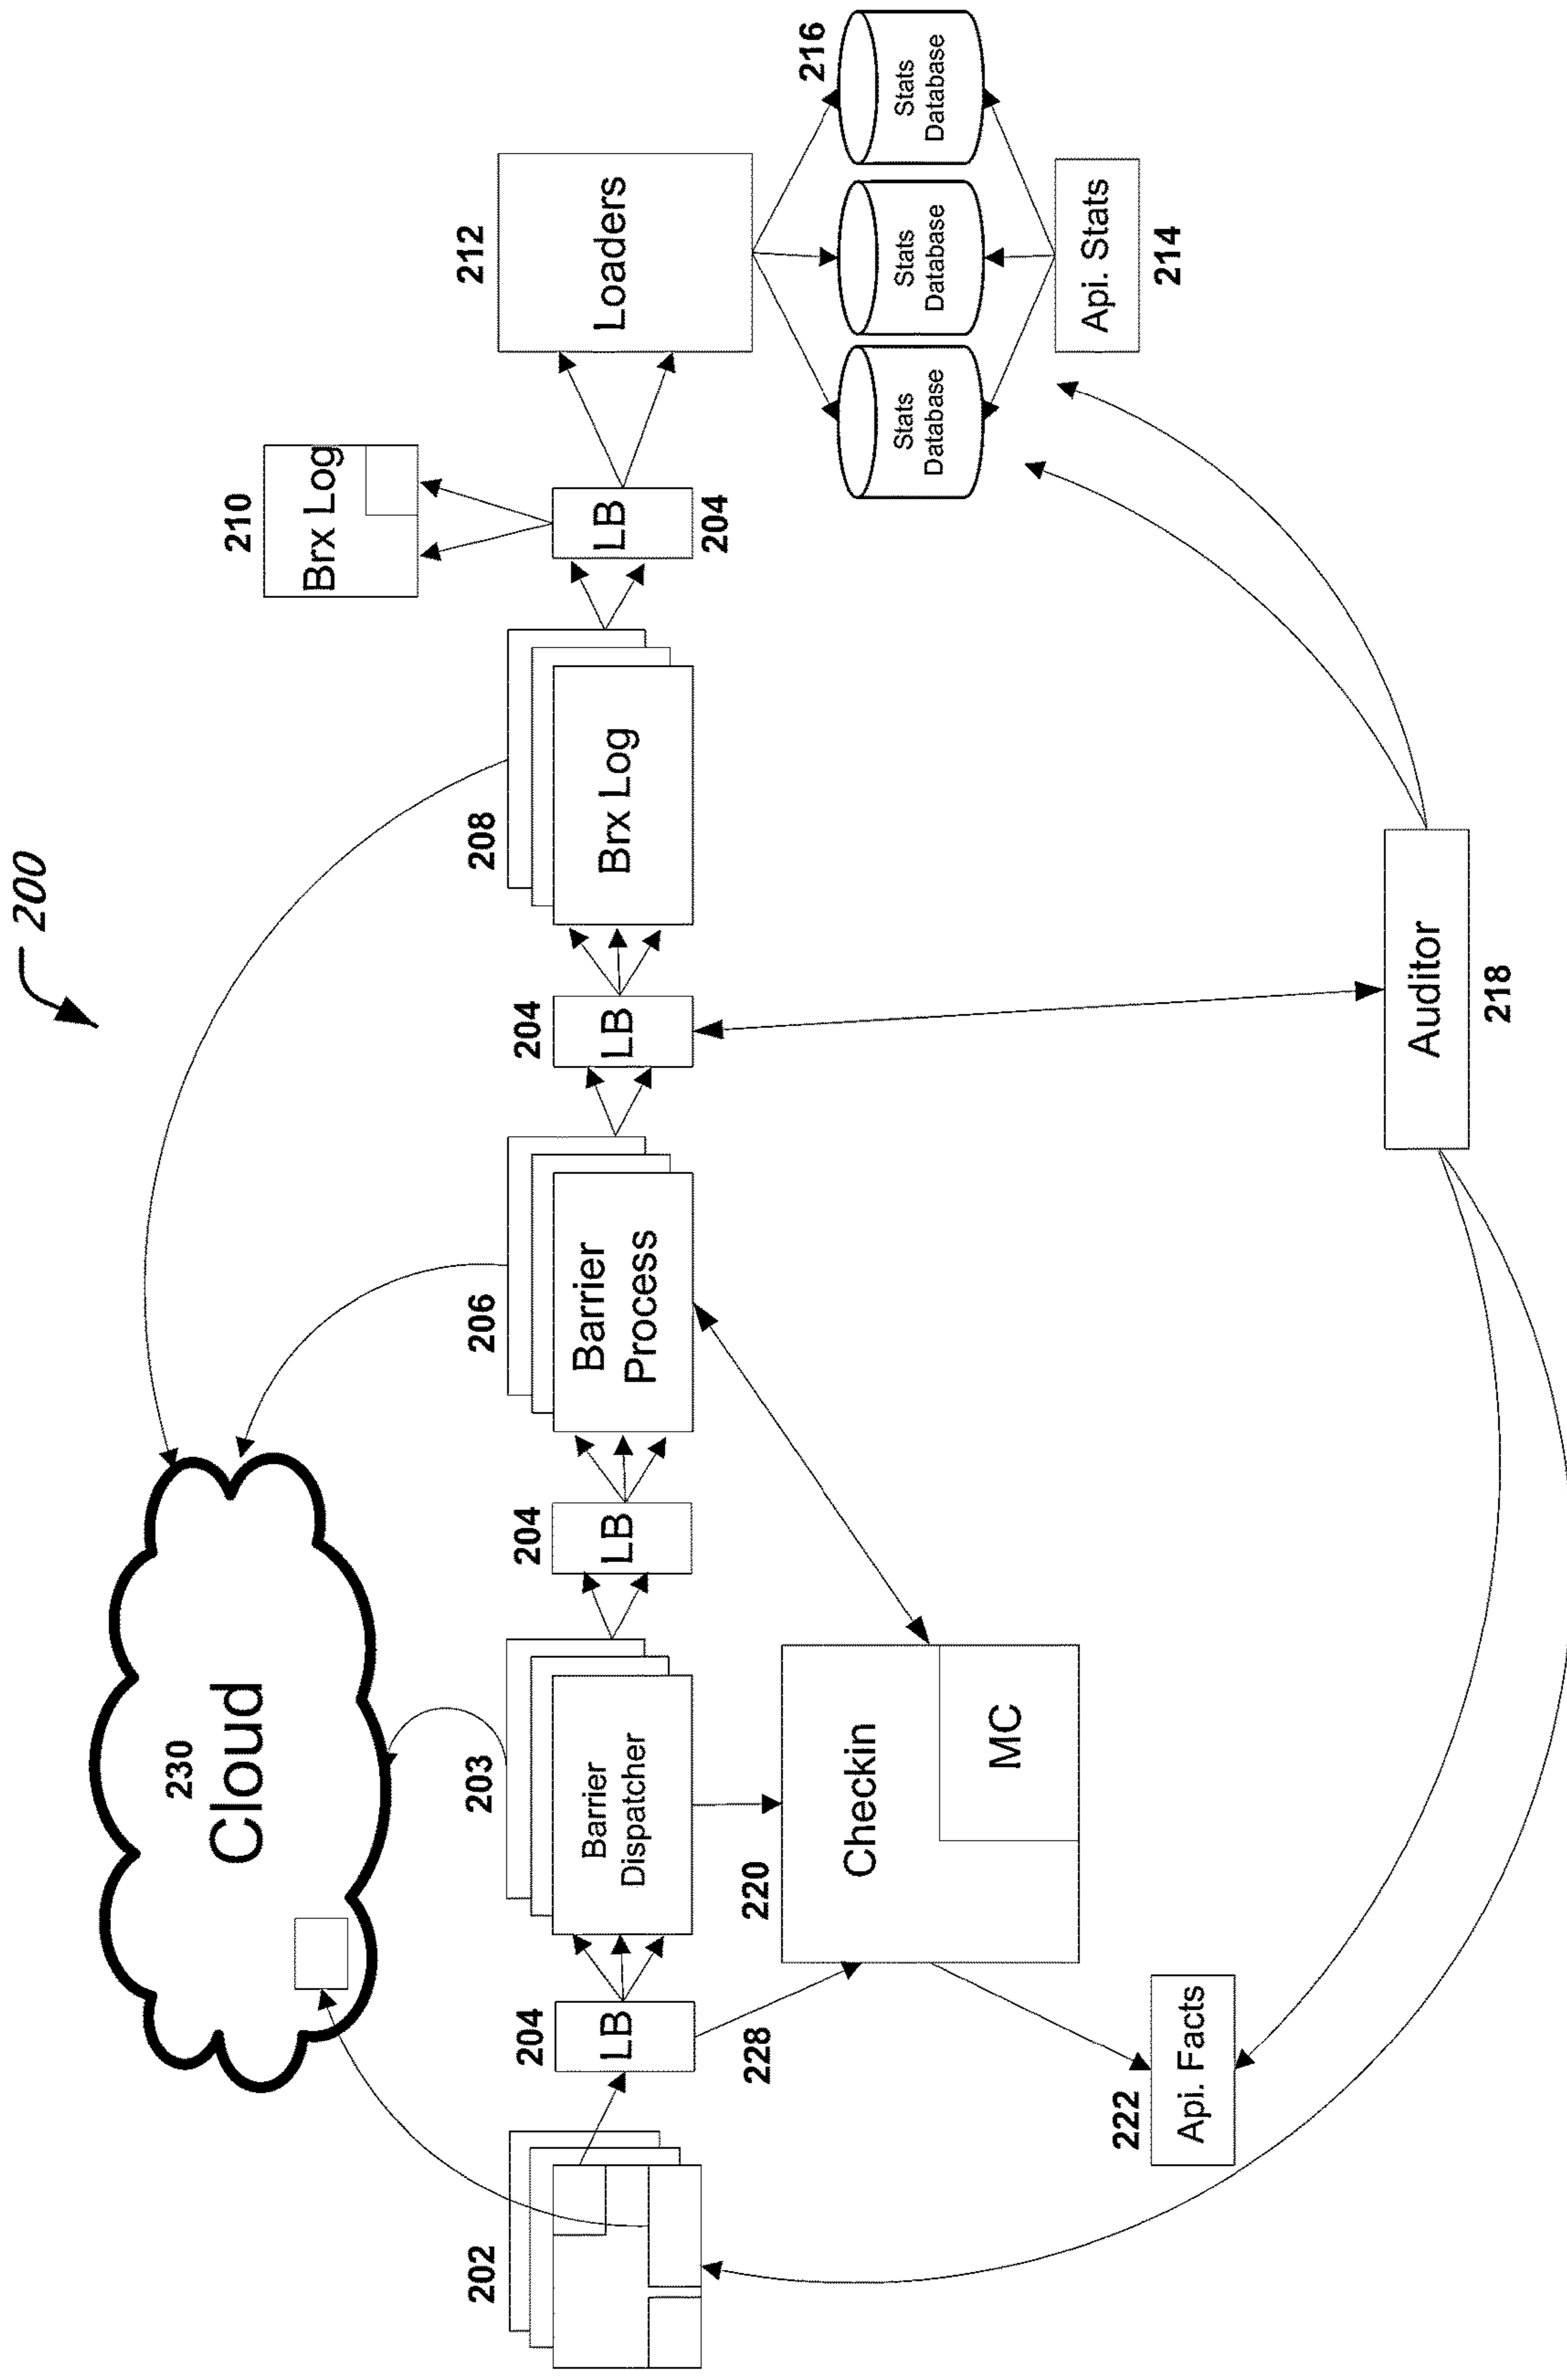 200
230
Cloud
202
204
LB
228
203
Barrier
Dispatcher
204
LB
206
Barrier
Process
204
LB
208
Brx Log
204
LB
210
Brx Log
212
Loaders
216
Stats
Database
Stats
Database
Stats
Database
Api. Stats
214
220
Checkin
MC
222
Api. Facts
Auditor
218